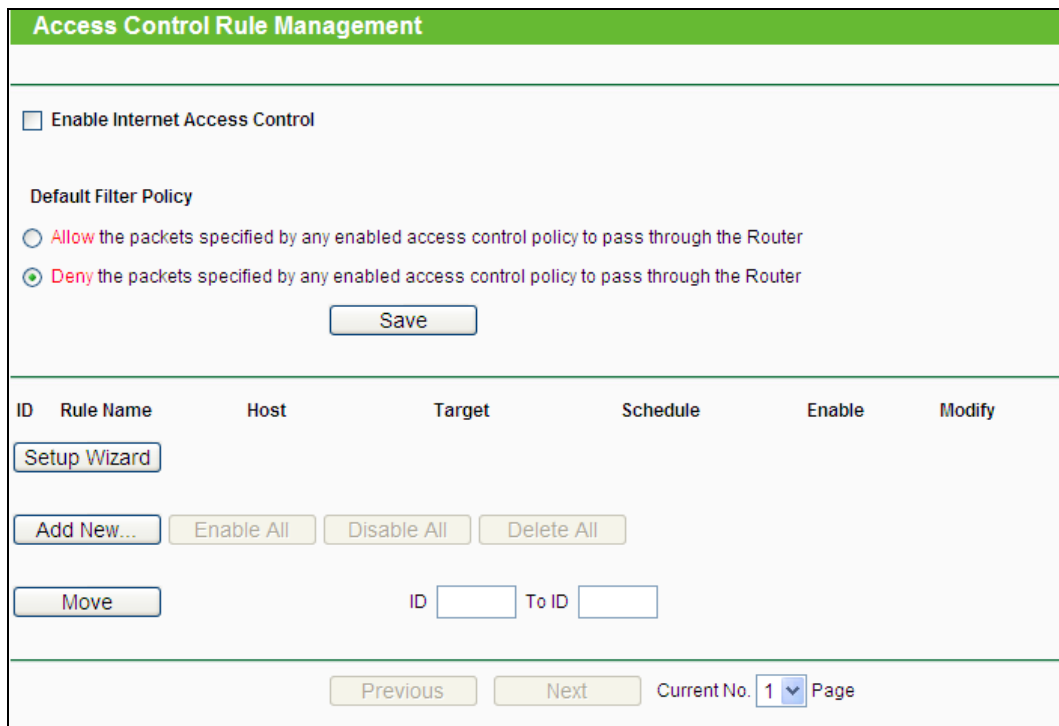 Access Control Rule Management
Enable Internet Access Control
Default Filter Policy
Allow the packets specified by any enabled access control policy to pass through the Router
Deny the packets specified by any enabled access control policy to pass through the Router
Save
ID Rule Name Host Target Schedule Enable Modify
Setup Wizard
Add New... Enable All Disable All Delete All
Move ID To ID
Previous Next Current No. 1 Page